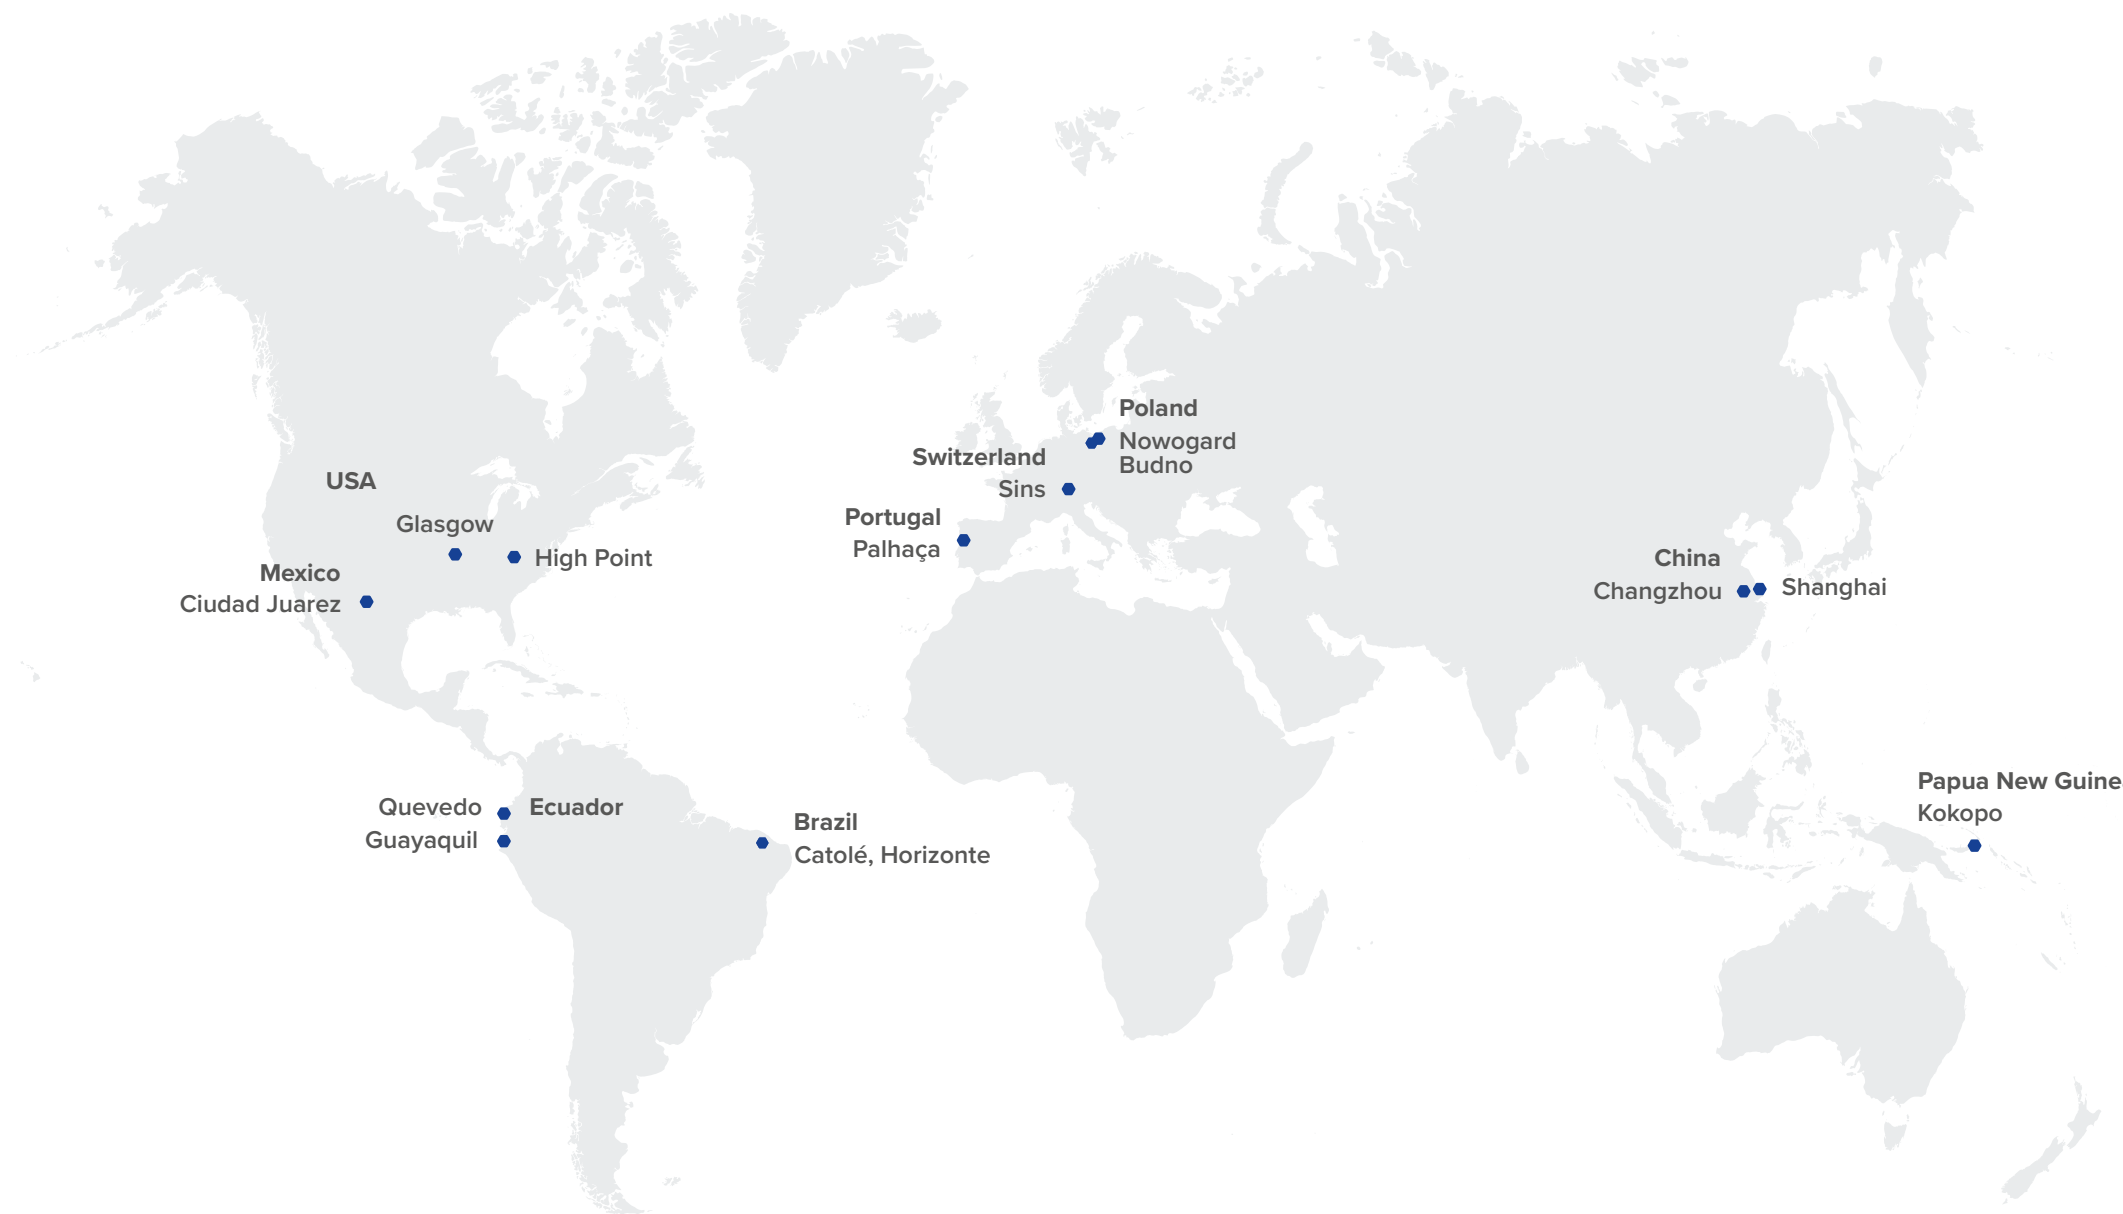 Poland
Nowogard
Budno
Switzerland
Sins
USA
Portugal
Palhaça
Glasgow
High Point
Mexico
Ciudad Juarez
China
Changzhou
Shanghai
Papua New Guine
Kokopo
Quevedo
Ecuador
Guayaquil
Brazil
Catolé, Horizonte